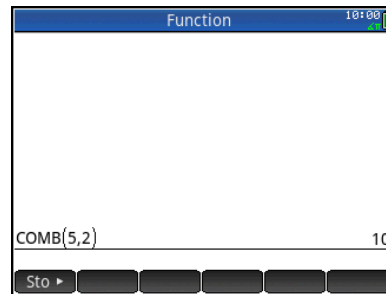 Function 10:00
∡π
COMB(5,2) 10
Sto ►